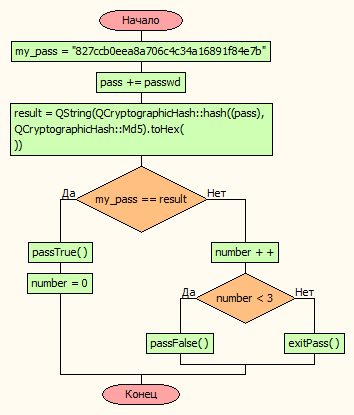 Начало
my_pass = "827ccb0eea8a706c4c34a16891f84e7b"
pass += passwd
result = QString(QCryptographicHash::hash((pass),
QCryptographicHash::Md5).toHex(
))
my_pass == result
Да
Нет
passTrue( )
number + +
number = 0
number < 3
Да
Нет
passFalse( )
exitPass( )
Конец